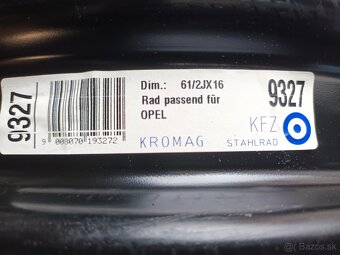 9327
9 008070 193272
Dim.: 61/2JX16
Rad passend für
OPEL
9327
KFZ
KROMAG STAHLRAD
bazos.sk